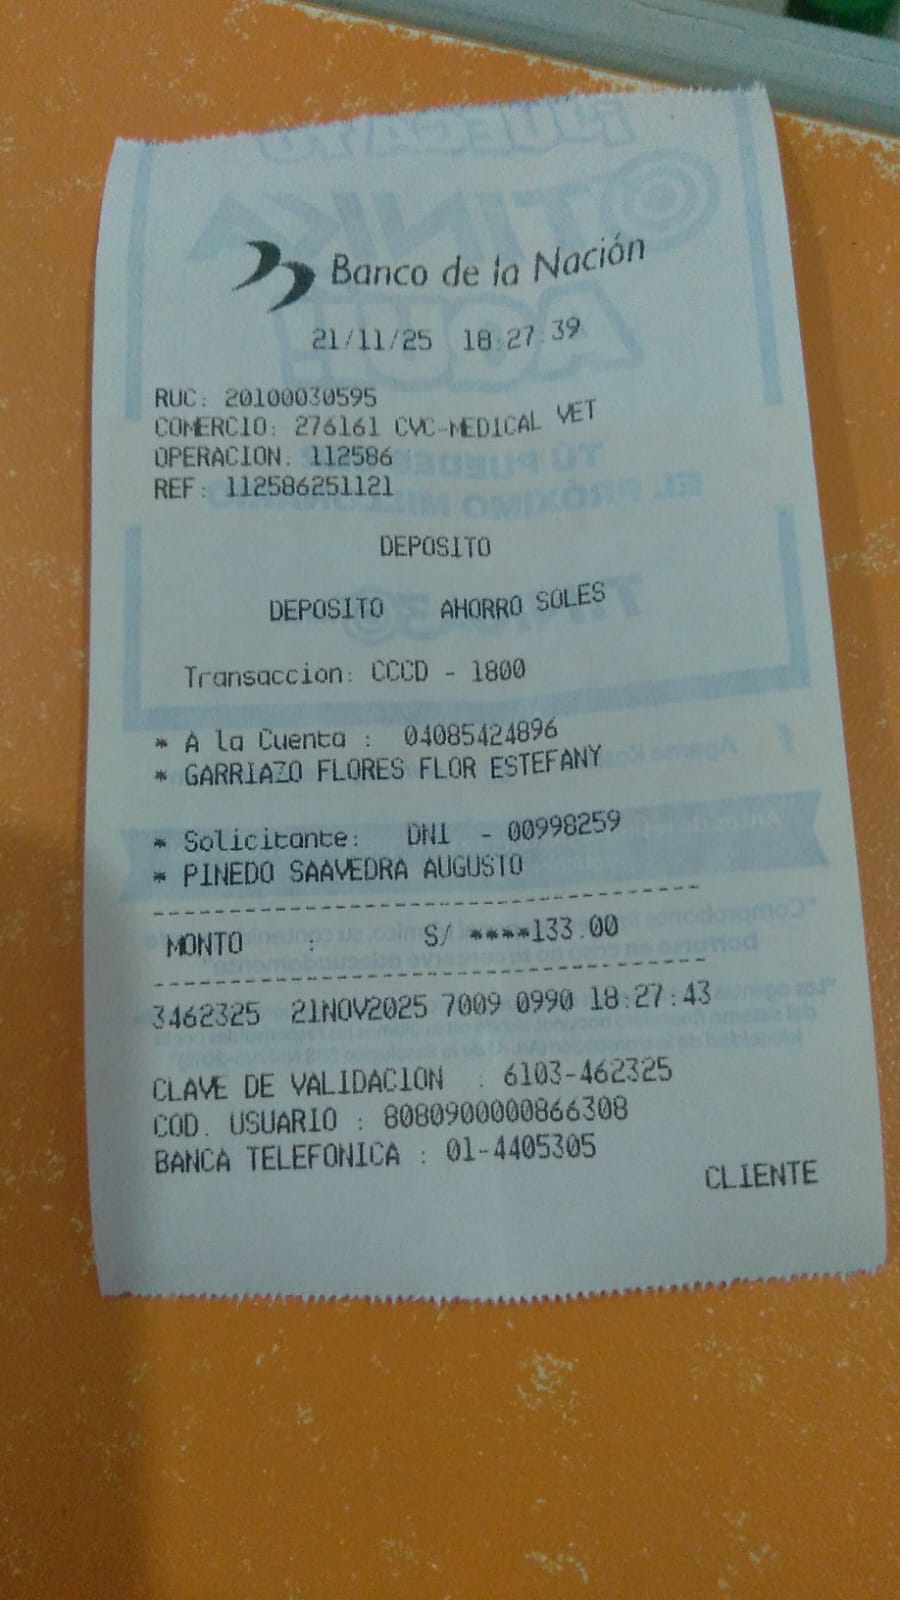 Banco de la Nación
21/11/25 18:27:39
RUC: 20100030595
COMERCIO: 276161 CVC-MEDICAL VET
OPERACION. 112586
REF: 112586251121
DEPOSITO
DEPOSITO AHORRO SOLES
Transaccion: CCCD - 1800
* A la Cuenta : 04085424896
* GARRIAZO FLORES FLOR ESTEFANY
* Solicitante: DNI - 00998259
* PINEDO SAAVEDRA AUGUSTO
MONTO : S/ ****133.00
3462325 21NOV2025 7009 0990 18:27:43
CLAVE DE VALIDACION : 6103-462325
COD. USUARIO : 8080900000866308
BANCA TELEFONICA : 01-4405305
CLIENTE